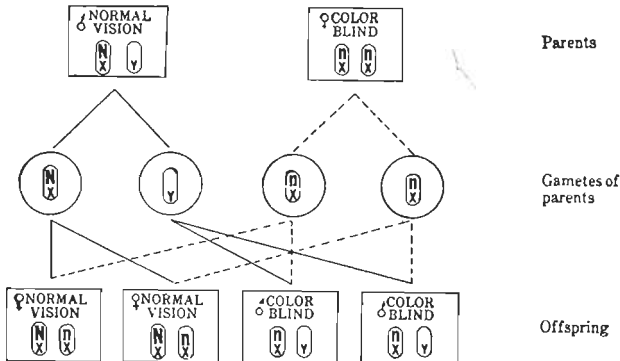 ♂ NORMAL
VISION
N
X
Y
♀ COLOR
BLIND
n
X
n
X
Parents
N
X
Y
n
X
n
X
Gametes of
parents
♀ NORMAL
VISION
N
X
n
X
♀ NORMAL
VISION
N
X
n
X
♂ COLOR
BLIND
n
X
Y
♂ COLOR
BLIND
n
X
Y
Offspring